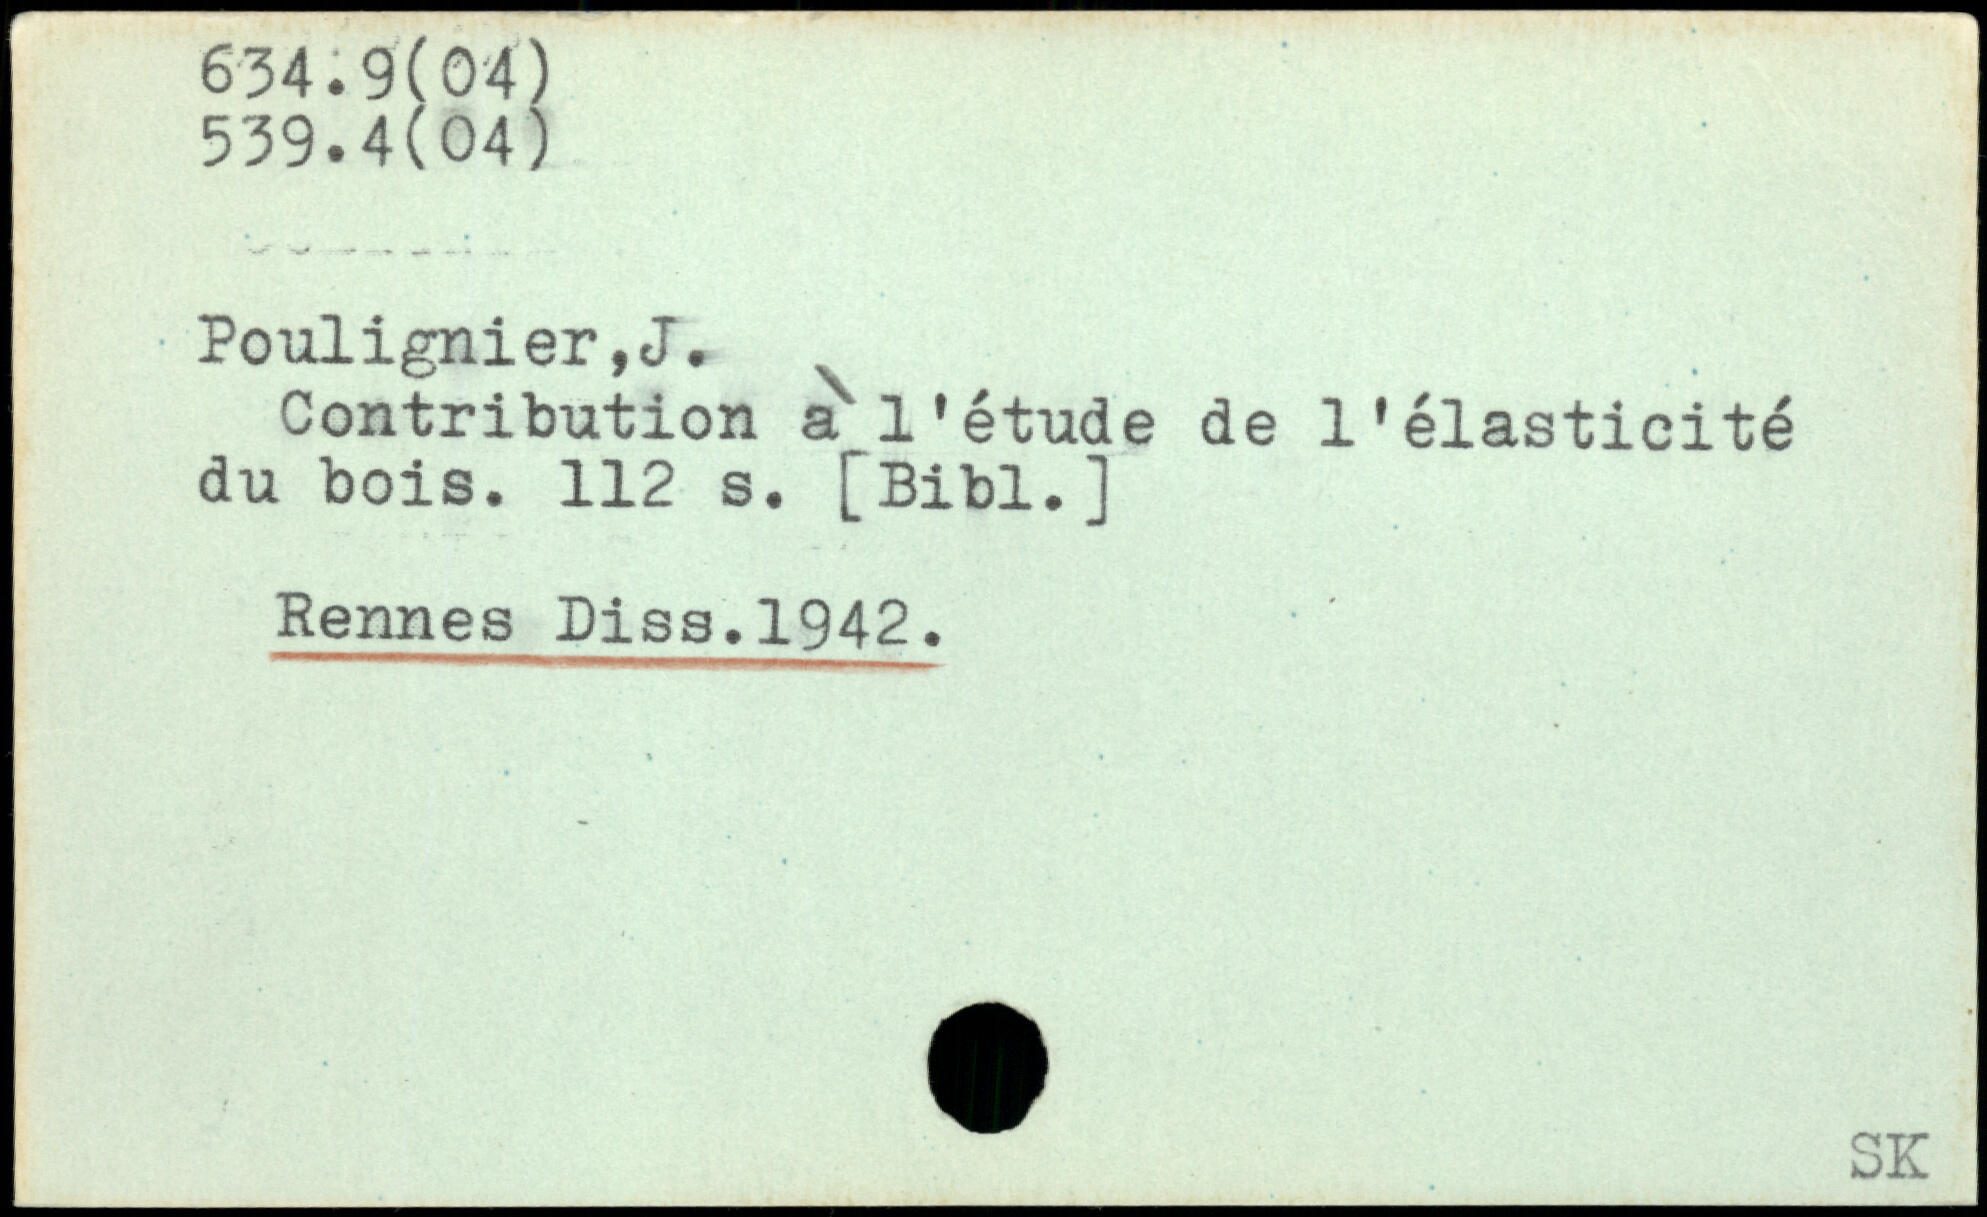 634.9(04)
539.4(04)
Poulignier,J.
Contribution à l'étude de l'élasticité
du bois. 112 s. [Bibl.]
Rennes Diss.1942.
SK